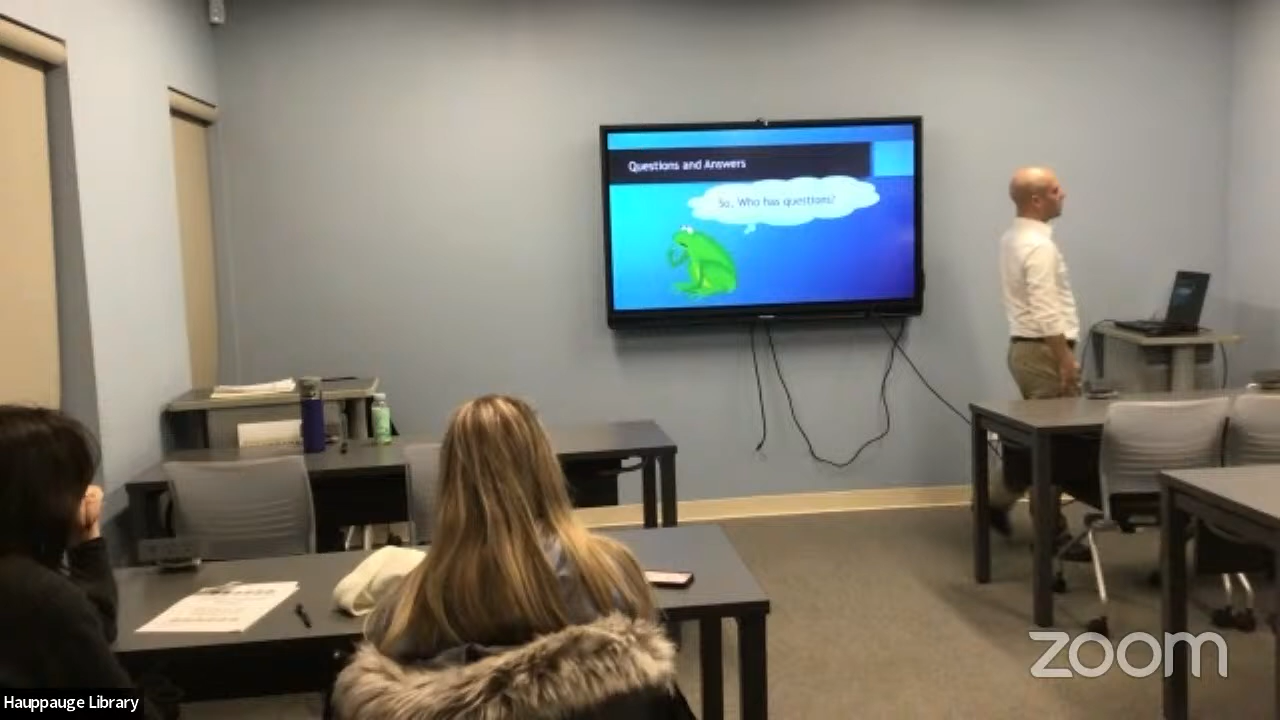 Questions and Answers
So, Who has questions?
zoom
Hauppauge Library